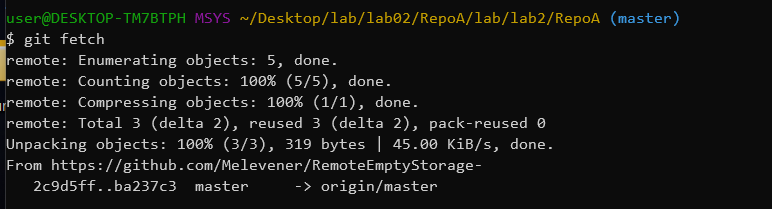 user@DESKTOP-TM7BTPH MSYS ~/Desktop/lab/lab02/RepoA/lab/lab2/RepoA (master)
$ git fetch
remote: Enumerating objects: 5, done.
remote: Counting objects: 100% (5/5), done.
remote: Compressing objects: 100% (1/1), done.
remote: Total 3 (delta 2), reused 3 (delta 2), pack-reused 0
Unpacking objects: 100% (3/3), 319 bytes | 45.00 KiB/s, done.
From https://github.com/Melevener/RemoteEmptyStorage-
   2c9d5ff..ba237c3  master     -> origin/master